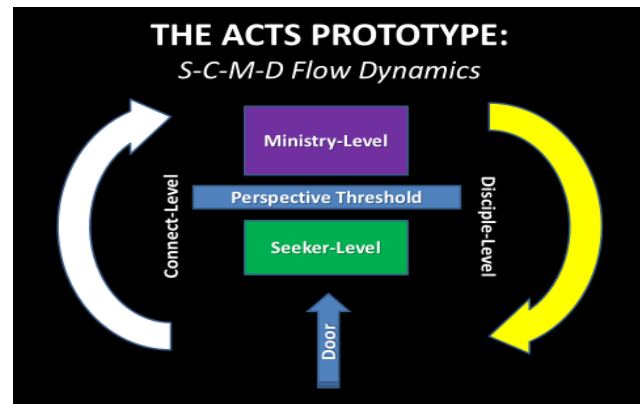 THE ACTS PROTOTYPE:
S-C-M-D Flow Dynamics
Ministry-Level
Perspective Threshold
Connect-Level
Disciple-Level
Seeker-Level
Door